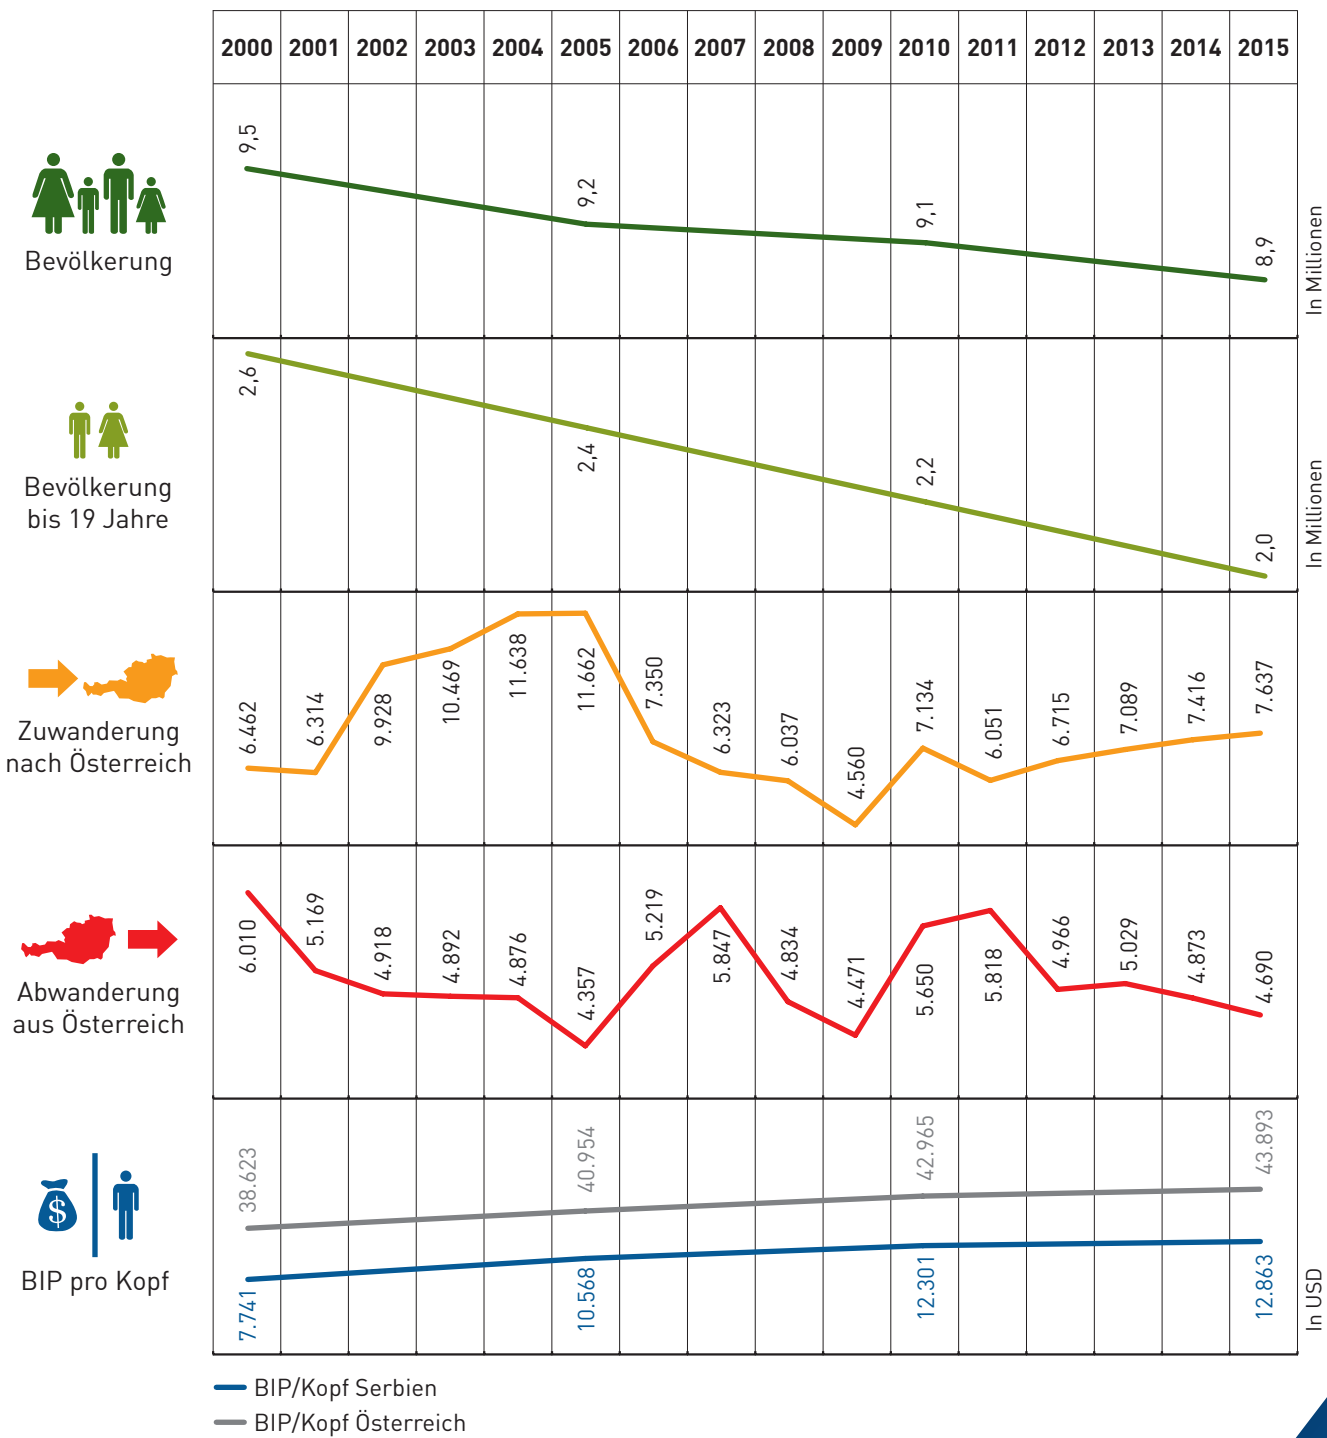 2000 2001 2002 2003 2004 2005 2006 2007 2008 2009 2010 2011 2012 2013 2014 2015
Bevölkerung
9,5 9,2 9,1 8,9
In Millionen
Bevölkerung
bis 19 Jahre
2,6 2,4 2,2 2,0
In Millionen
Zuwanderung
nach Österreich
6.462 6.314 9.928 10.469 11.638 11.662 7.350 6.323 6.037 4.560 7.134 6.051 6.715 7.089 7.416 7.637
Abwanderung
aus Österreich
6.010 5.169 4.918 4.892 4.876 4.357 5.219 5.847 4.834 4.471 5.650 5.818 4.966 5.029 4.873 4.690
$
BIP pro Kopf
38.623 40.954 42.965 43.893
7.741 10.568 12.301 12.863
In USD
BIP/Kopf Serbien
BIP/Kopf Österreich